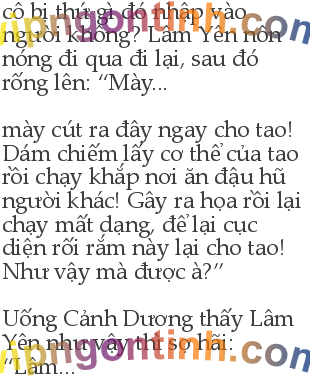 cô bị thứ gì đó nhập vào
người không? Lâm Yên nôn
nóng đi qua đi lại, sau đó
rống lên: “Mày...
mày cút ra đây ngay cho tao!
Dám chiếm lấy cơ thể của tao
rồi chạy khắp nơi ăn đậu hũ
người khác! Gây ra họa rồi lại
chạy mất dạng, để lại cục
diện rối rắm này lại cho tao!
Như vậy mà được à?”
Uống Cảnh Dương thấy Lâm
Yên như vậy thì sợ hãi:
“Lâm...